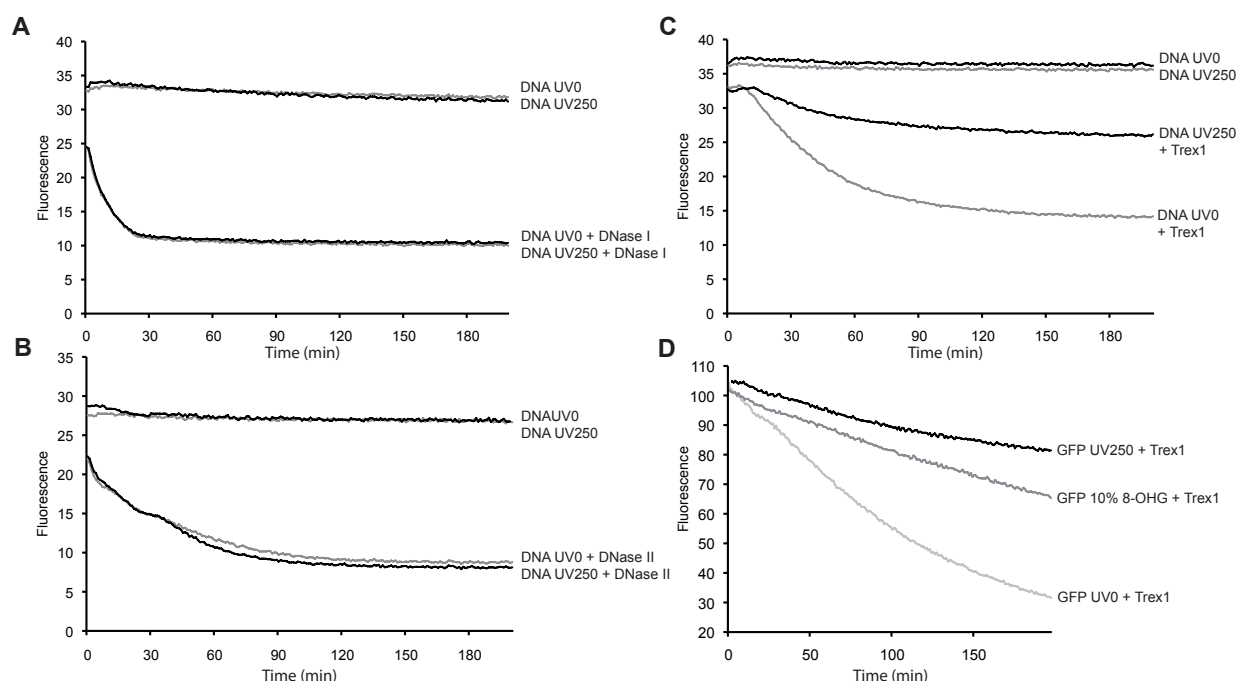 A
40
35
30
25
20
15
10
5
0
Fluorescence
0 30 60 90 120 150 180
Time (min)
DNA UV0
DNA UV250
DNA UV0 + DNase I
DNA UV250 + DNase I
B
35
30
25
20
15
10
5
0
Fluorescence
0 30 60 90 120 150 180
Time (min)
DNAUV0
DNA UV250
DNA UV0 + DNase II
DNA UV250 + DNase II
C
40
35
30
25
20
15
10
5
0
Fluorescence
0 30 60 90 120 150 180
Time (min)
DNA UV0
DNA UV250
DNA UV250
+ Trex1
DNA UV0
+ Trex1
D
110
100
90
80
70
60
50
40
30
20
Fluorescence
0 50 100 150
Time (min)
GFP UV250 + Trex1
GFP 10% 8-OHG + Trex1
GFP UV0 + Trex1